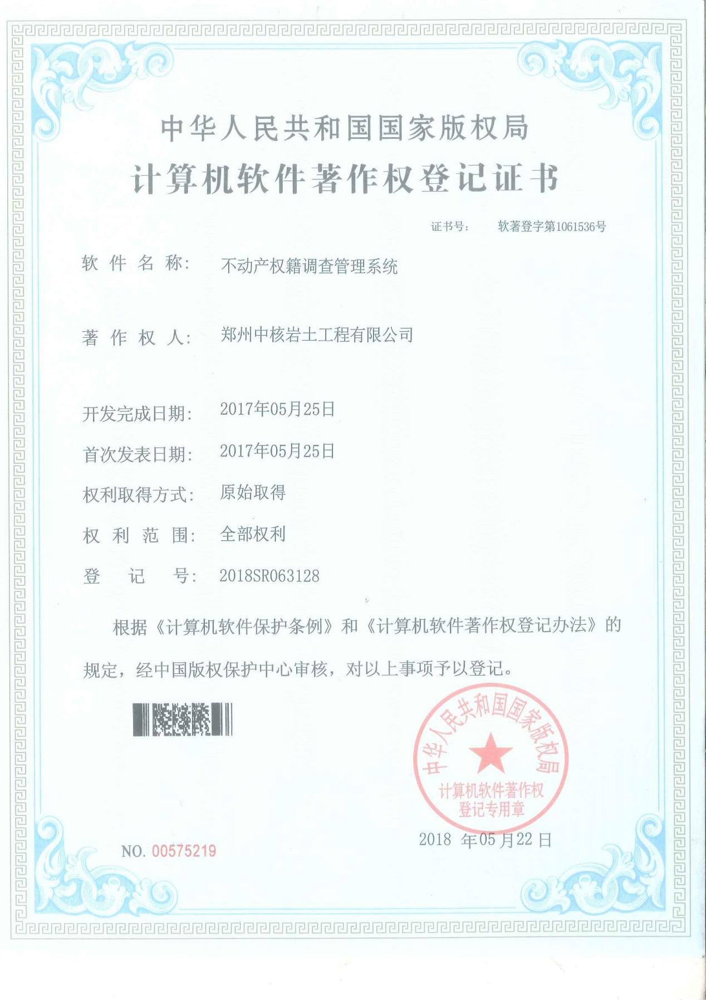 中华人民共和国国家版权局
计算机软件著作权登记证书
证书号： 软著登字第1061536号
软件名称： 不动产权籍调查管理系统
著作权人： 郑州中核岩土工程有限公司
开发完成日期： 2017年05月25日
首次发表日期： 2017年05月25日
权利取得方式： 原始取得
权利范围： 全部权利
登记号： 2018SR063128
根据《计算机软件保护条例》和《计算机软件著作权登记办法》的
规定，经中国版权保护中心审核，对以上事项予以登记。
中华人民共和国国家版权局
计算机软件著作权
登记专用章
2018 年05月22日
NO. 00575219